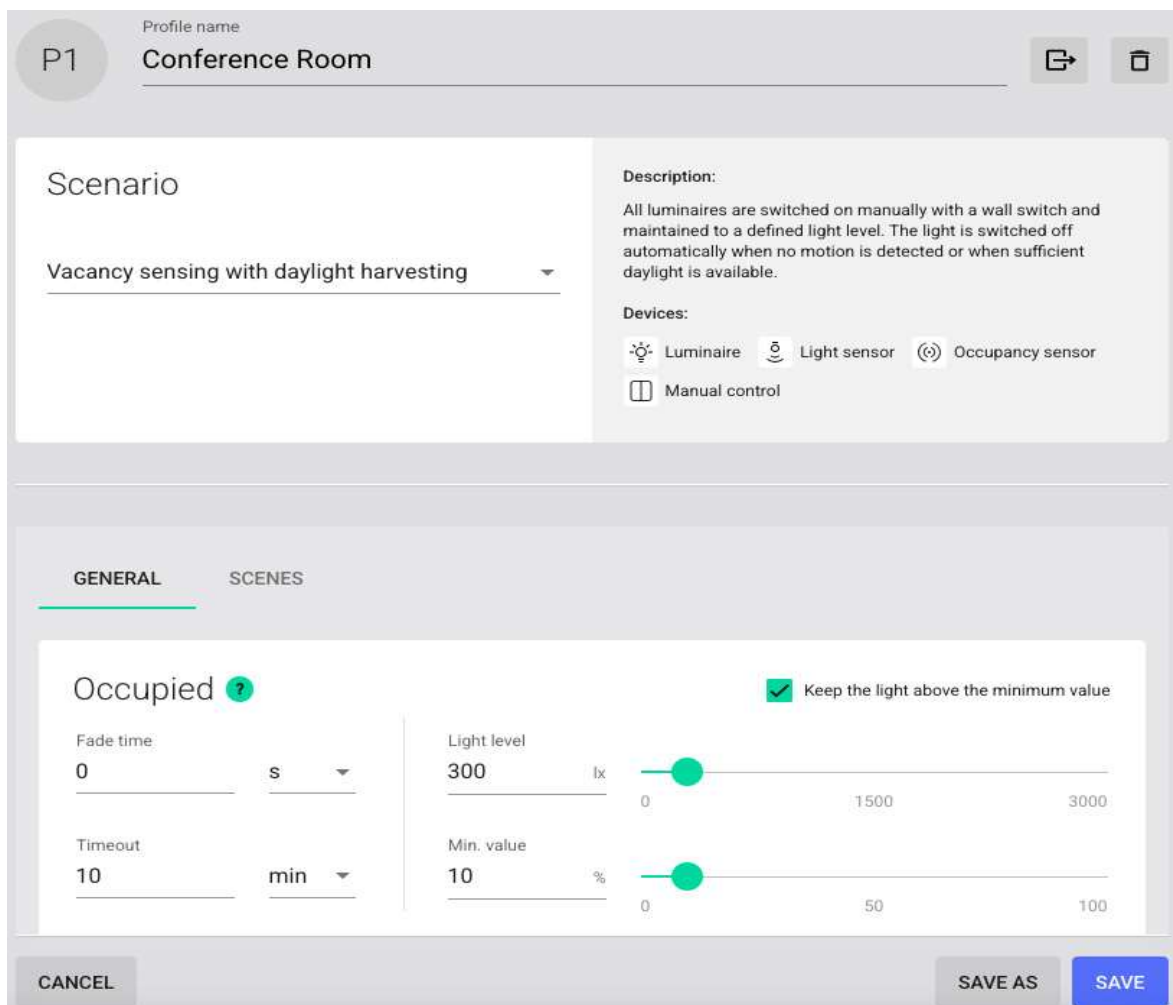 P1
Profile name
Conference Room
Scenario
Vacancy sensing with daylight harvesting
Description:
All luminaires are switched on manually with a wall switch and
maintained to a defined light level. The light is switched off
automatically when no motion is detected or when sufficient
daylight is available.
Devices:
Luminaire Light sensor Occupancy sensor
Manual control
GENERAL SCENES
Occupied ?
Keep the light above the minimum value
Fade time
0 s
Light level
300 lx
0 1500 3000
Timeout
10 min
Min. value
10 %
0 50 100
CANCEL SAVE AS SAVE